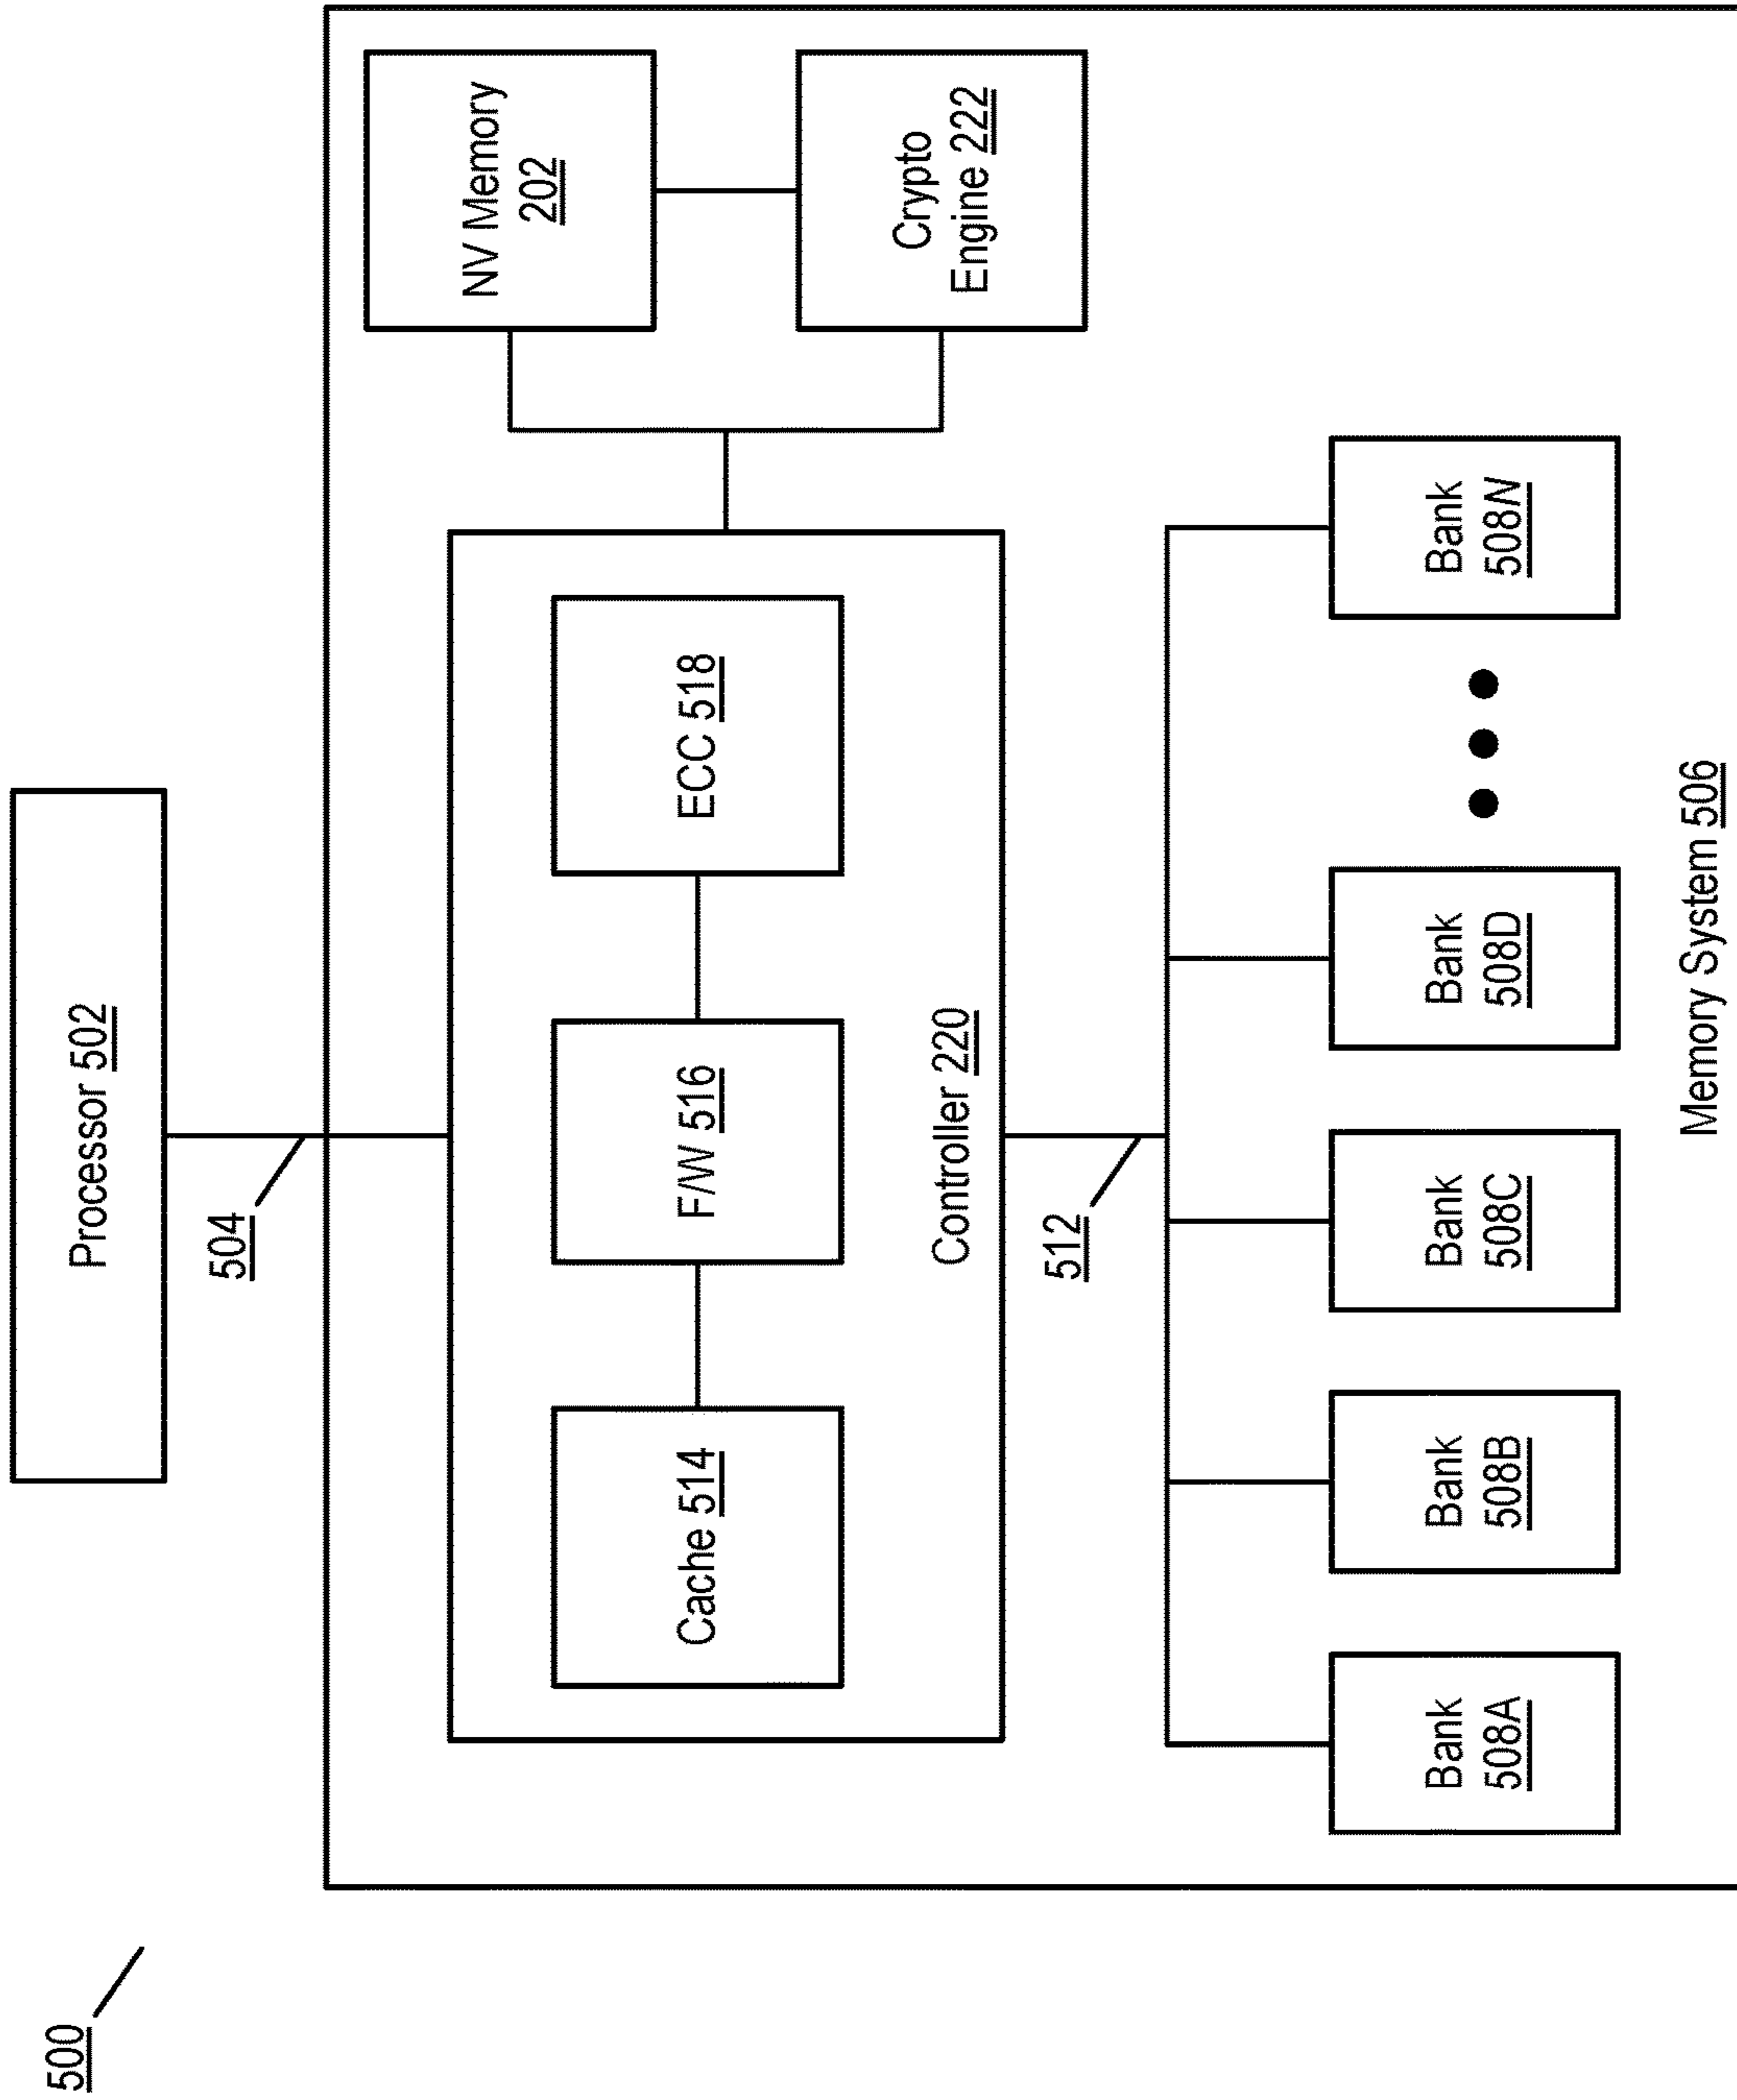 500
Processor 502
504
NV Memory
202
Crypto
Engine 222
Cache 514
F/W 516
ECC 518
Controller 220
512
Bank
508A
Bank
508B
Bank
508C
Bank
508D
Bank
508N
Memory System 506